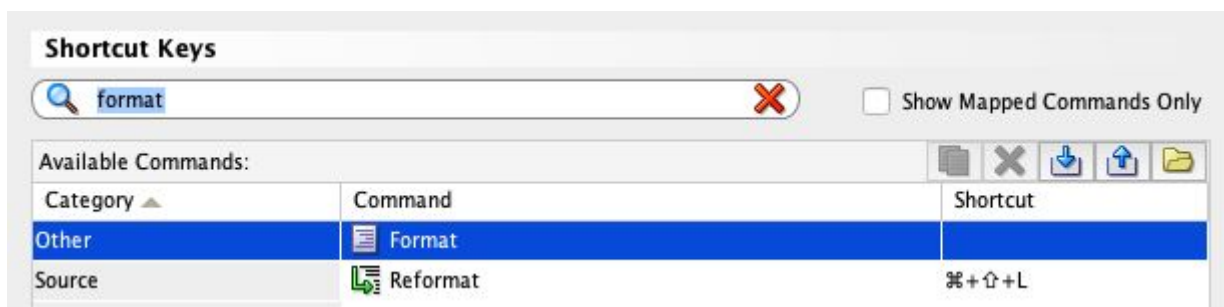 Shortcut Keys
format
Show Mapped Commands Only
Available Commands:
Category Command Shortcut
Other Format
Source Reformat ⌘+⇧+L